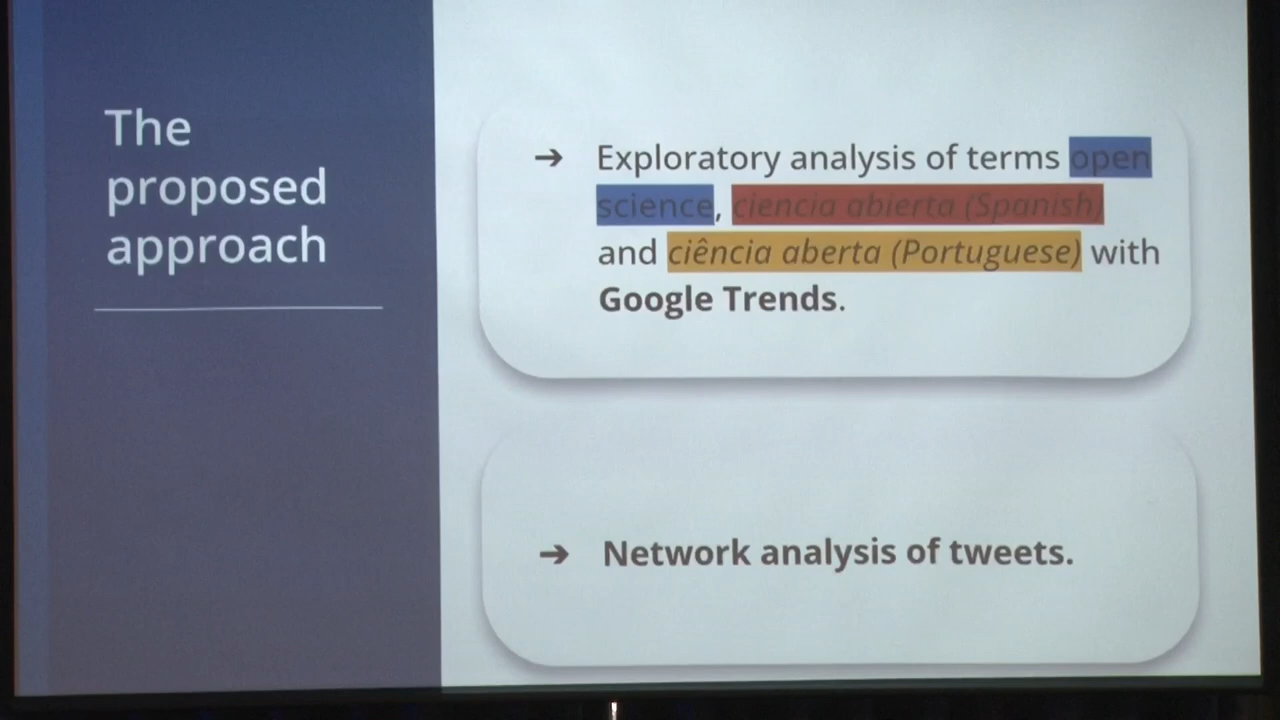 The
proposed
approach
➔ Exploratory analysis of terms open
science, ciencia abierta (Spanish)
and ciência aberta (Portuguese) with
Google Trends.
➔ Network analysis of tweets.